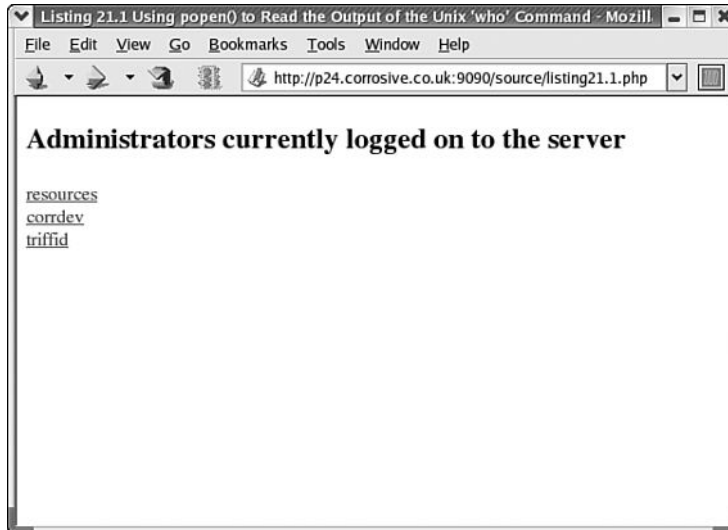 Listing 21.1 Using popen() to Read the Output of the Unix 'who' Command - Mozill
File Edit View Go Bookmarks Tools Window Help
http://p24.corrosive.co.uk:9090/source/listing21.1.php
Administrators currently logged on to the server
resources
corrdev
triffid